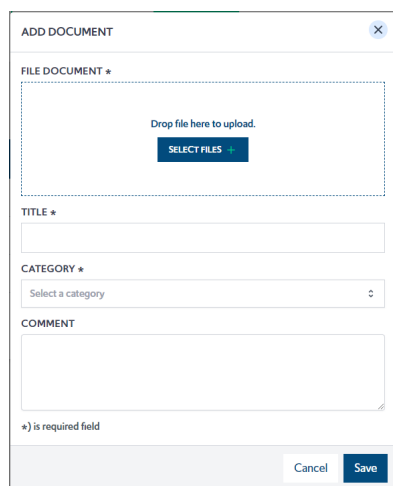 ADD DOCUMENT
FILE DOCUMENT *
Drop file here to upload.
SELECT FILES +
TITLE *
CATEGORY *
Select a category
COMMENT
*) is required field
Cancel Save